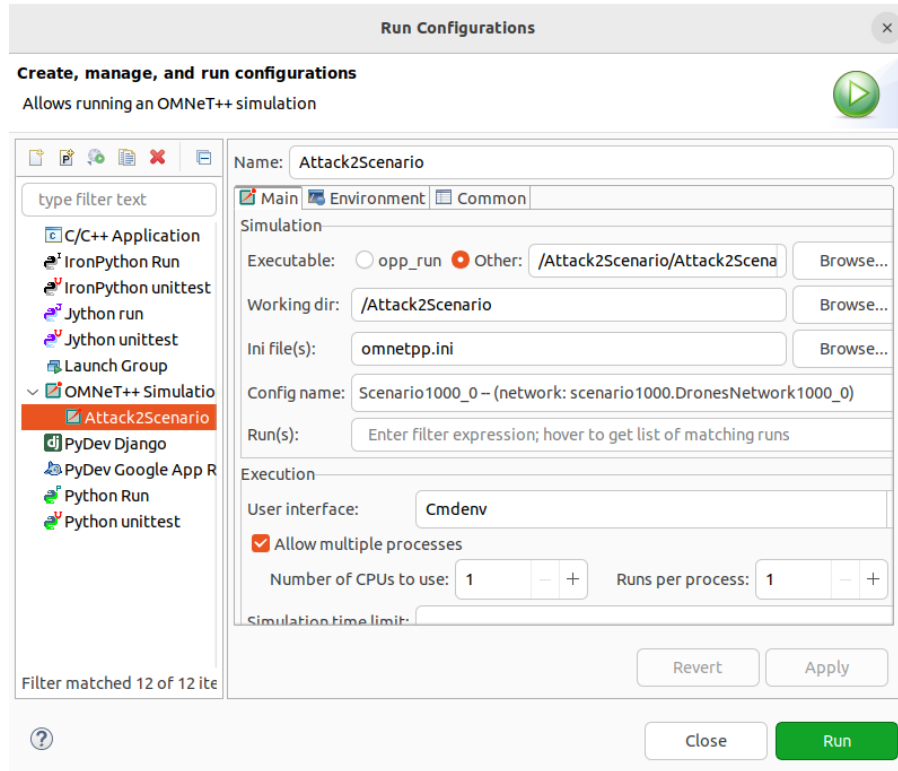 Run Configurations
Create, manage, and run configurations
Allows running an OMNeT++ simulation
type filter text
C/C++ Application
IronPython Run
IronPython unittest
Jython run
Jython unittest
Launch Group
OMNeT++ Simulatio
Attack2Scenario
PyDev Django
PyDev Google App R
Python Run
Python unittest
Filter matched 12 of 12 ite
Name: Attack2Scenario
Main Environment Common
Simulation
Executable: opp_run Other: /Attack2Scenario/Attack2Scena Browse...
Working dir: /Attack2Scenario Browse...
Ini file(s): omnetpp.ini Browse...
Config name: Scenario1000_0 -- (network: scenario1000.DronesNetwork1000_0)
Run(s): Enter filter expression; hover to get list of matching runs
Execution
User interface: Cmdenv
Allow multiple processes
Number of CPUs to use: 1 − + Runs per process: 1 − +
Simulation time limit:
Revert Apply
? Close Run